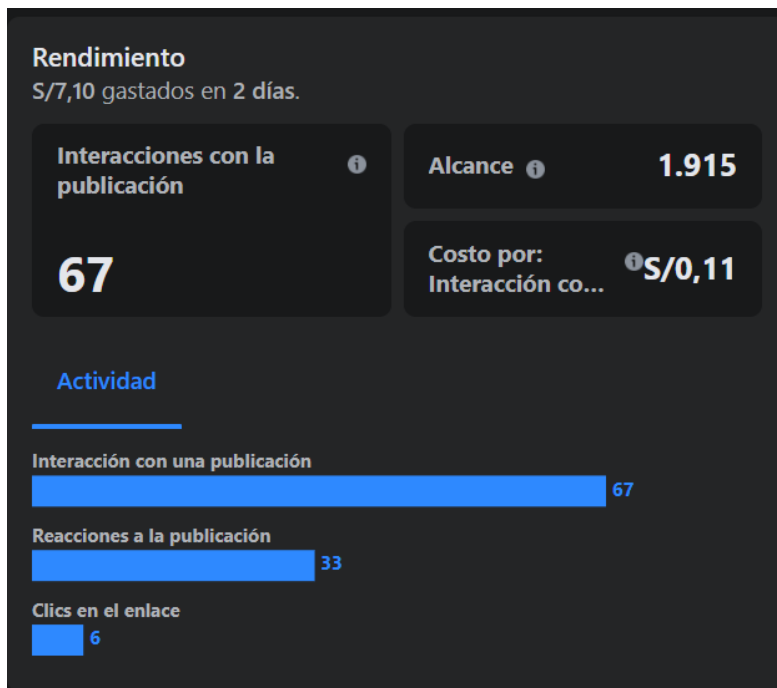 Rendimiento
S/7,10 gastados en 2 días.
Interacciones con la
publicación
67
Alcance
1.915
Costo por:
Interacción co...
S/0,11
Actividad
Interacción con una publicación
67
Reacciones a la publicación
33
Clics en el enlace
6